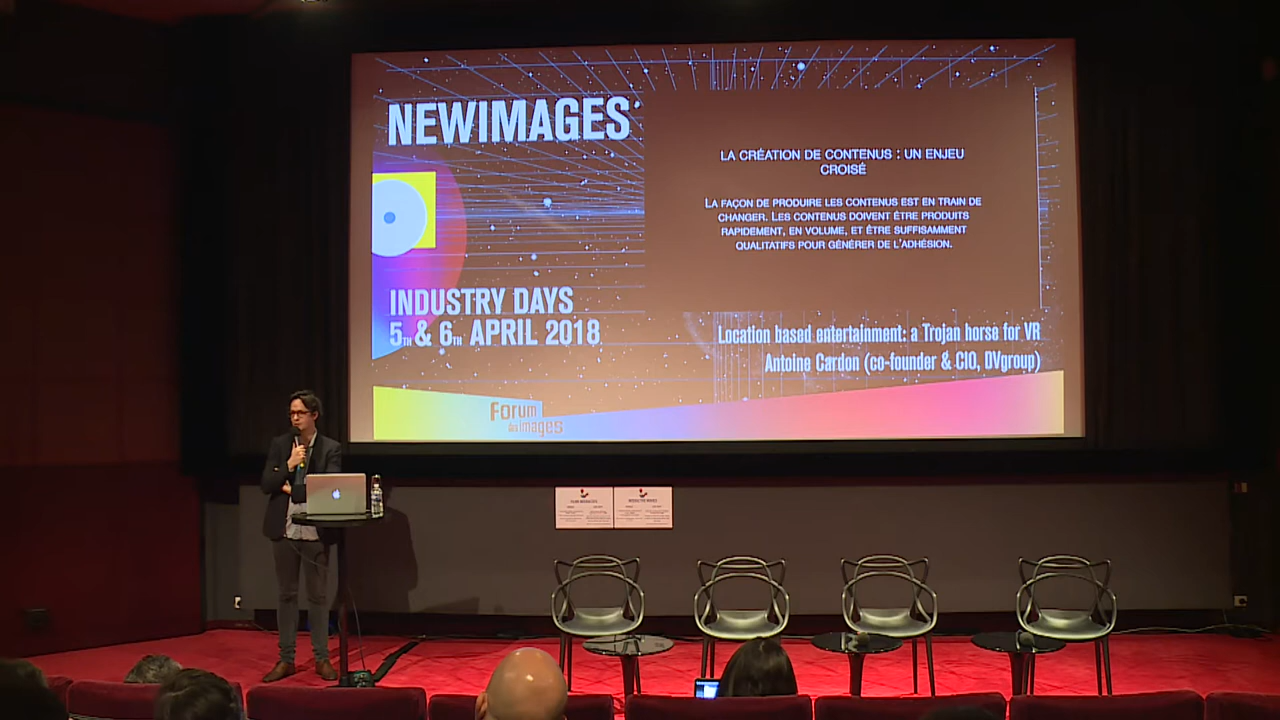 NEWIMAGES
LA CRÉATION DE CONTENUS : UN ENJEU
CROISÉ
LA FAÇON DE PRODUIRE LES CONTENUS EST EN TRAIN DE
CHANGER. LES CONTENUS DOIVENT ÊTRE PRODUITS
RAPIDEMENT, EN VOLUME, ET ÊTRE SUFFISAMMENT
QUALITATIFS POUR GÉNÉRER DE L'ADHÉSION.
INDUSTRY DAYS
5TH & 6TH APRIL 2018
Location based entertainment: a Trojan horse for VR
Antoine Cardon (co-founder & CIO, DVgroup)
Forum
des images